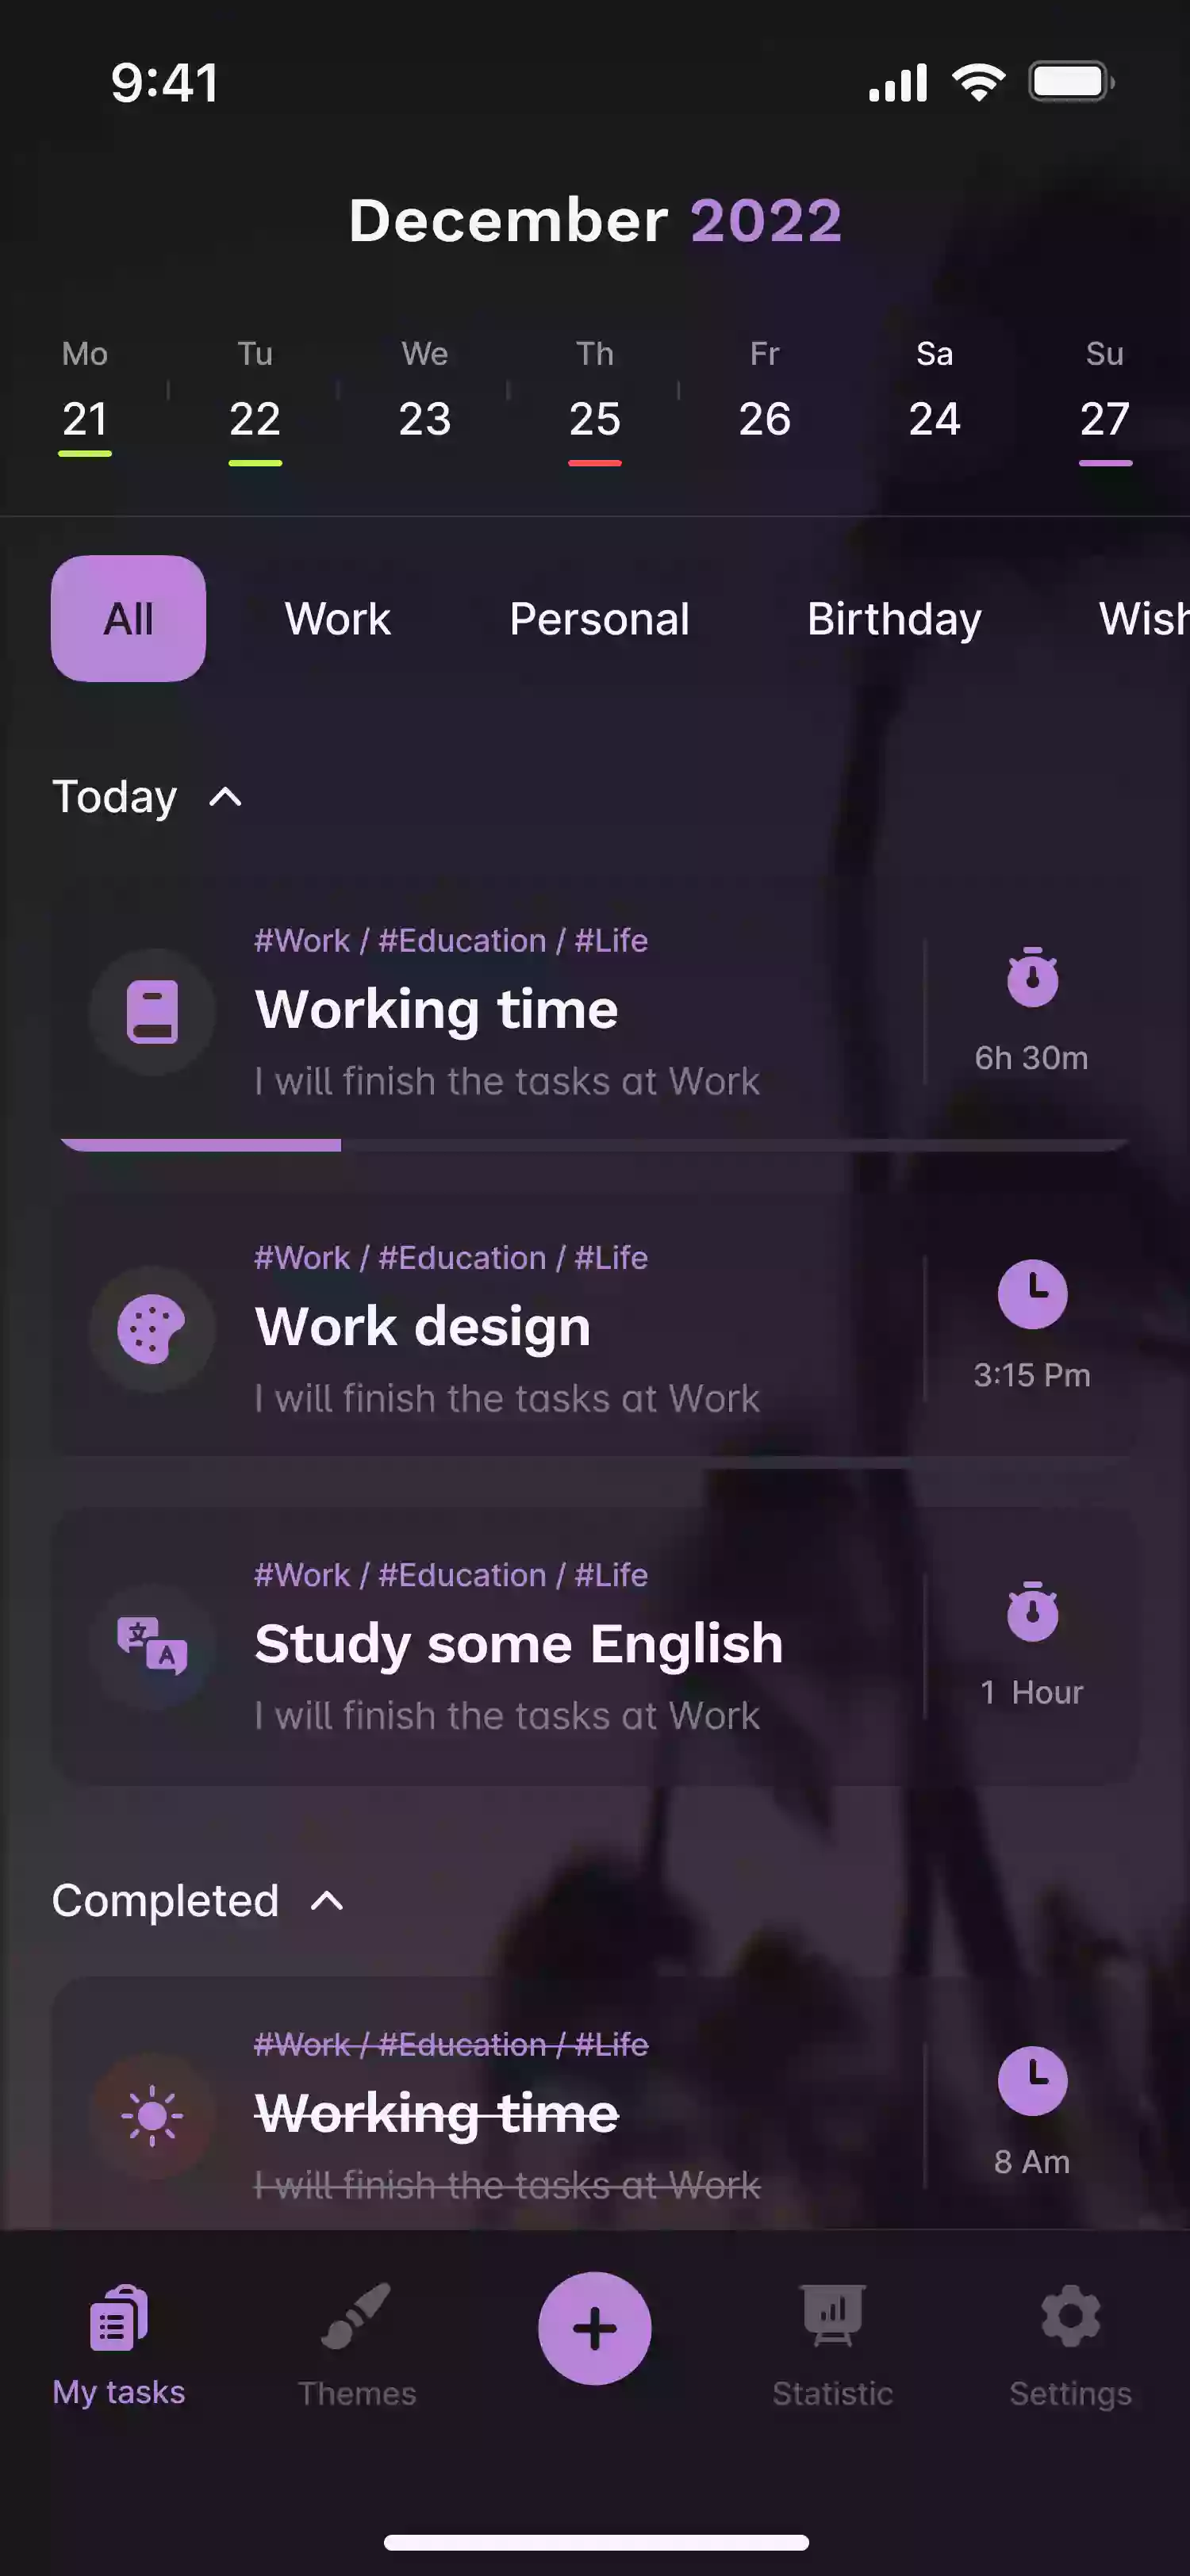 9:41
December 2022
Mo Tu We Th Fr Sa Su
21 22 23 25 26 24 27
All Work Personal Birthday Wish
Today
#Work / #Education / #Life
Working time
I will finish the tasks at Work
6h 30m
#Work / #Education / #Life
Work design
I will finish the tasks at Work
3:15 Pm
#Work / #Education / #Life
Study some English
I will finish the tasks at Work
1 Hour
文 A
Completed
#Work / #Education / #Life
Working time
I will finish the tasks at Work
8 Am
My tasks Themes Statistic Settings